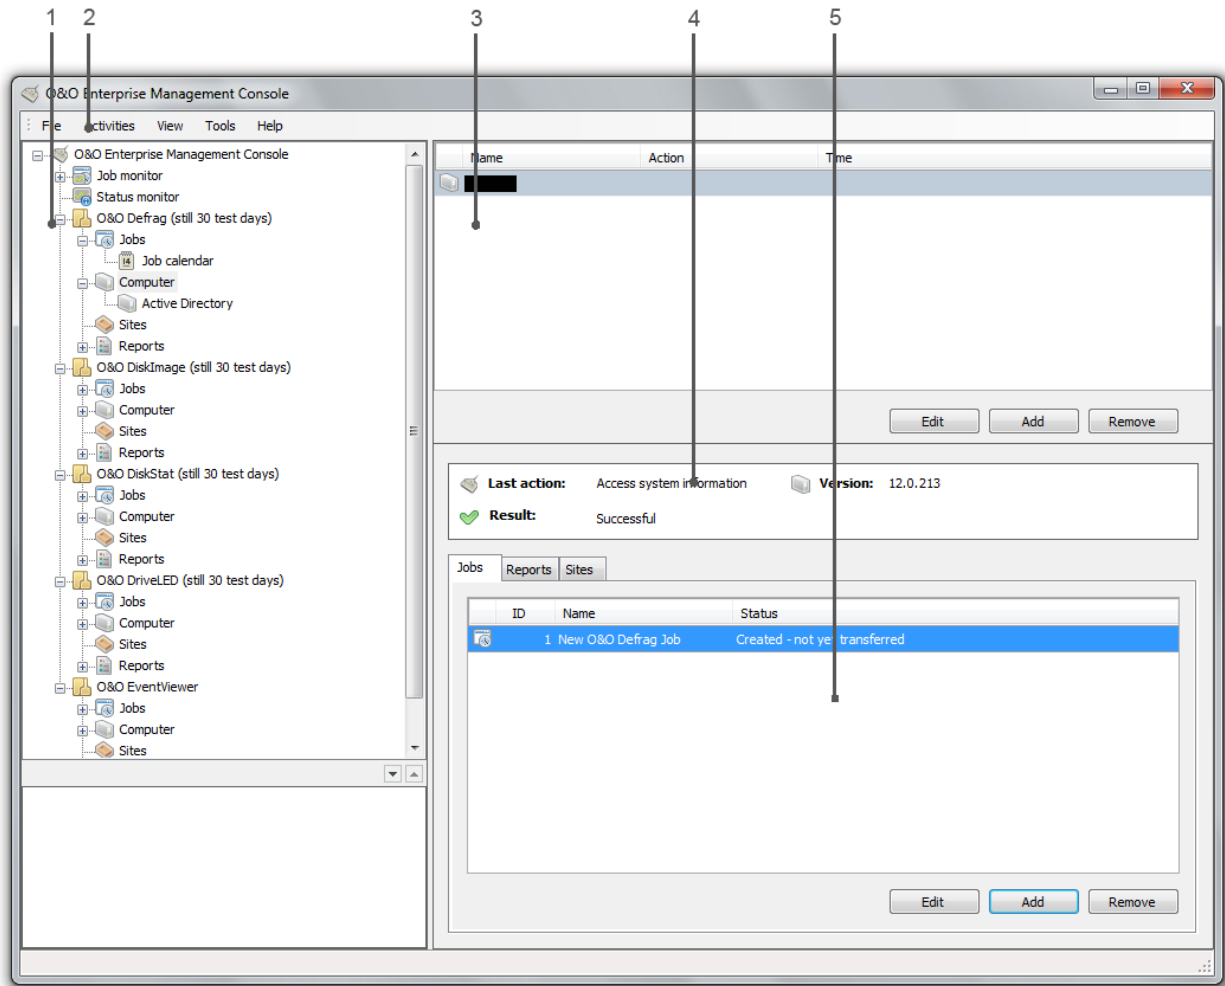 1 2 3 4 5
O&O Enterprise Management Console
File Activities View Tools Help
O&O Enterprise Management Console
Job monitor
Status monitor
O&O Defrag (still 30 test days)
Jobs
14 Job calendar
Computer
Active Directory
Sites
Reports
O&O DiskImage (still 30 test days)
Jobs
Computer
Sites
Reports
O&O DiskStat (still 30 test days)
Jobs
Computer
Sites
Reports
O&O DriveLED (still 30 test days)
Jobs
Computer
Sites
Reports
O&O EventViewer
Jobs
Computer
Sites
Name Action Time
Edit Add Remove
Last action: Access system information Version: 12.0.213
Result: Successful
Jobs Reports Sites
ID Name Status
1 New O&O Defrag Job Created - not yet transferred
Edit Add Remove